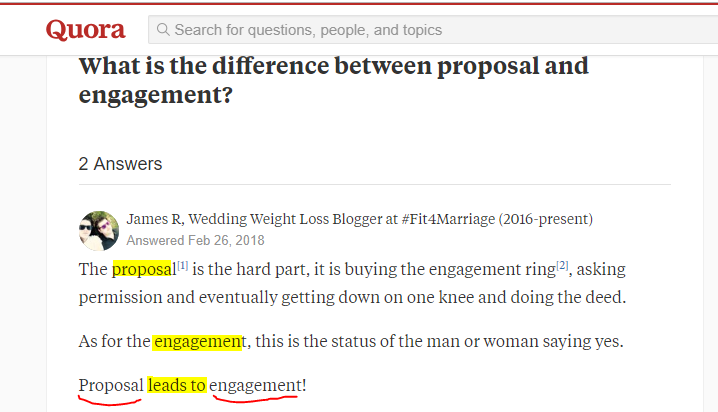 Quora
Search for questions, people, and topics
What is the difference between proposal and
engagement?
2 Answers
James R, Wedding Weight Loss Blogger at #Fit4Marriage (2016-present)
Answered Feb 26, 2018
The proposal[1] is the hard part, it is buying the engagement ring[2], asking
permission and eventually getting down on one knee and doing the deed.
As for the engagement, this is the status of the man or woman saying yes.
Proposal leads to engagement!